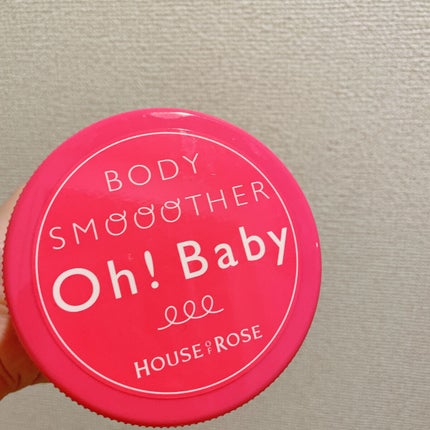 BODY
SMOOOTHER
Oh! Baby
HOUSE OF ROSE